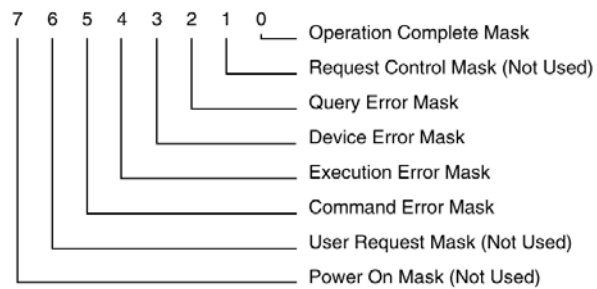 7 6 5 4 3 2 1 0
Operation Complete Mask
Request Control Mask (Not Used)
Query Error Mask
Device Error Mask
Execution Error Mask
Command Error Mask
User Request Mask (Not Used)
Power On Mask (Not Used)